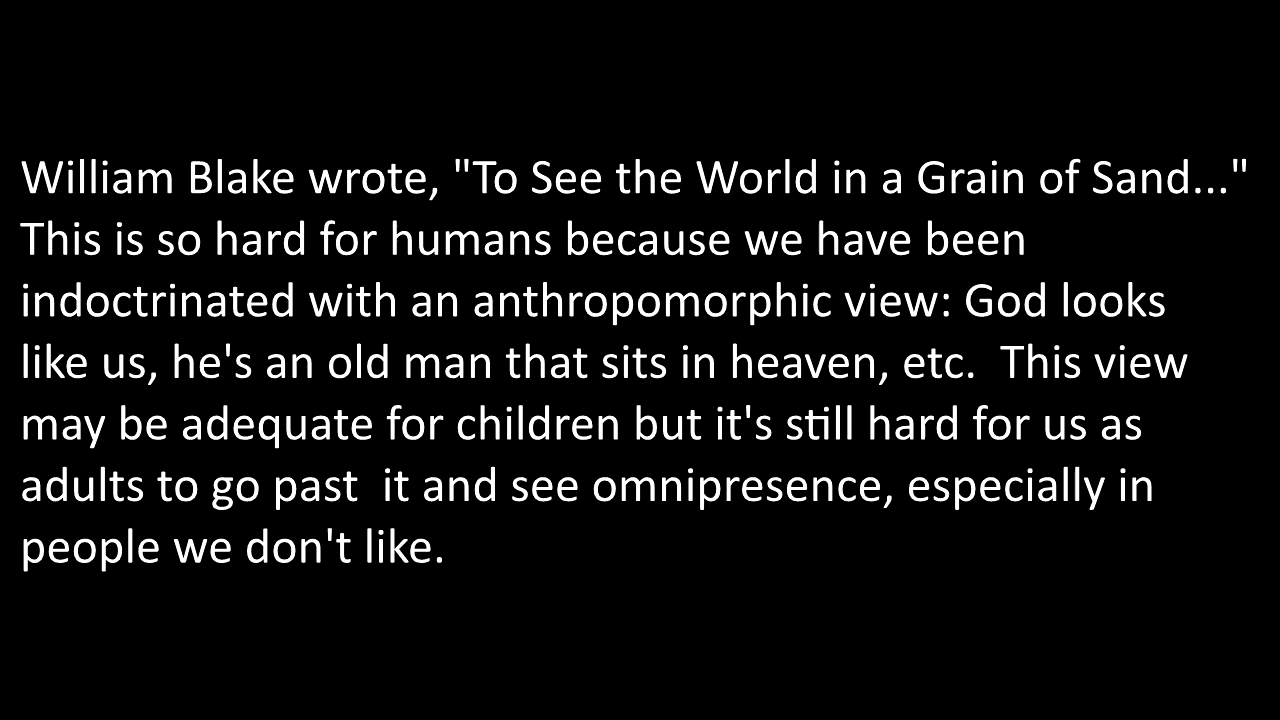 William Blake wrote, "To See the World in a Grain of Sand..."
This is so hard for humans because we have been
indoctrinated with an anthropomorphic view: God looks
like us, he's an old man that sits in heaven, etc.  This view
may be adequate for children but it's still hard for us as
adults to go past  it and see omnipresence, especially in
people we don't like.